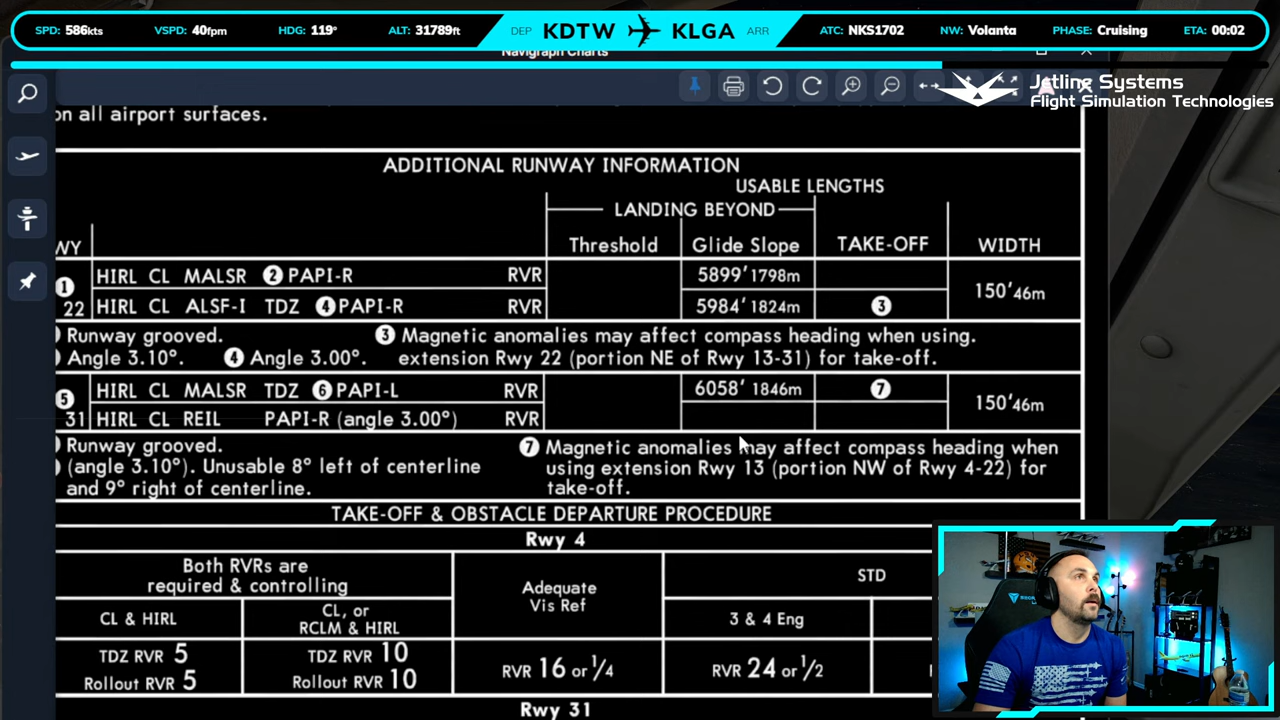 SPD: 586kts VSPD: 40fpm HDG: 119° ALT: 31789ft DEP KDTW KLGA ARR ATC: NKS1702 NW: Volanta PHASE: Cruising ETA: 00:02
Navigraph Charts
Jetline Systems
Flight Simulation Technologies
on all airport surfaces.
ADDITIONAL RUNWAY INFORMATION
USABLE LENGTHS
LANDING BEYOND
WY Threshold Glide Slope TAKE-OFF WIDTH
1 HIRL CL MALSR 2 PAPI-R RVR 5899' 1798m
150' 46m
22 HIRL CL ALSF-I TDZ 4 PAPI-R RVR 5984' 1824m 3
Runway grooved. 3 Magnetic anomalies may affect compass heading when using.
Angle 3.10°. 4 Angle 3.00°. extension Rwy 22 (portion NE of Rwy 13-31) for take-off.
5 HIRL CL MALSR TDZ 6 PAPI-L RVR 6058' 1846m 7
150' 46m
31 HIRL CL REIL PAPI-R (angle 3.00°) RVR
Runway grooved. 7 Magnetic anomalies may affect compass heading when
(angle 3.10°). Unusable 8° left of centerline using extension Rwy 13 (portion NW of Rwy 4-22) for
and 9° right of centerline. take-off.
TAKE-OFF & OBSTACLE DEPARTURE PROCEDURE
Rwy 4
Both RVRs are
required & controlling
Adequate
Vis Ref
STD
CL & HIRL
CL, or
RCLM & HIRL
3 & 4 Eng
TDZ RVR 5 TDZ RVR 10
RVR 16 or 1/4 RVR 24 or 1/2
Rollout RVR 5 Rollout RVR 10
Rwy 31